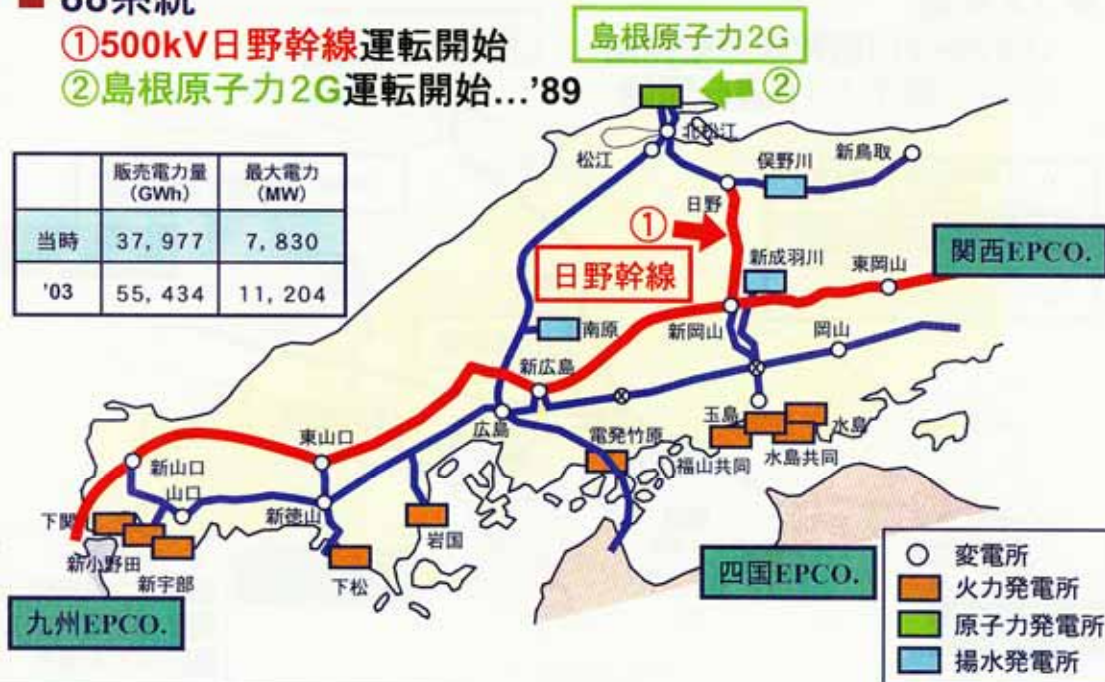 ①500kV日野幹線運転開始
②島根原子力2G運転開始...'89
島根原子力2G
②
販売電力量
(GWh)
最大電力
(MW)
当時 37,977 7,830
'03 55,434 11,204
北松江
松江
俣野川
新鳥取
日野
①
日野幹線
新成羽川
東岡山
関西EPCO.
南原
新岡山
岡山
新広島
広島
玉島
水島
電発竹原
福山共同
水島共同
東山口
新山口
山口
新徳山
岩国
下関
新小野田
新宇部
下松
四国EPCO.
九州EPCO.
変電所
火力発電所
原子力発電所
揚水発電所